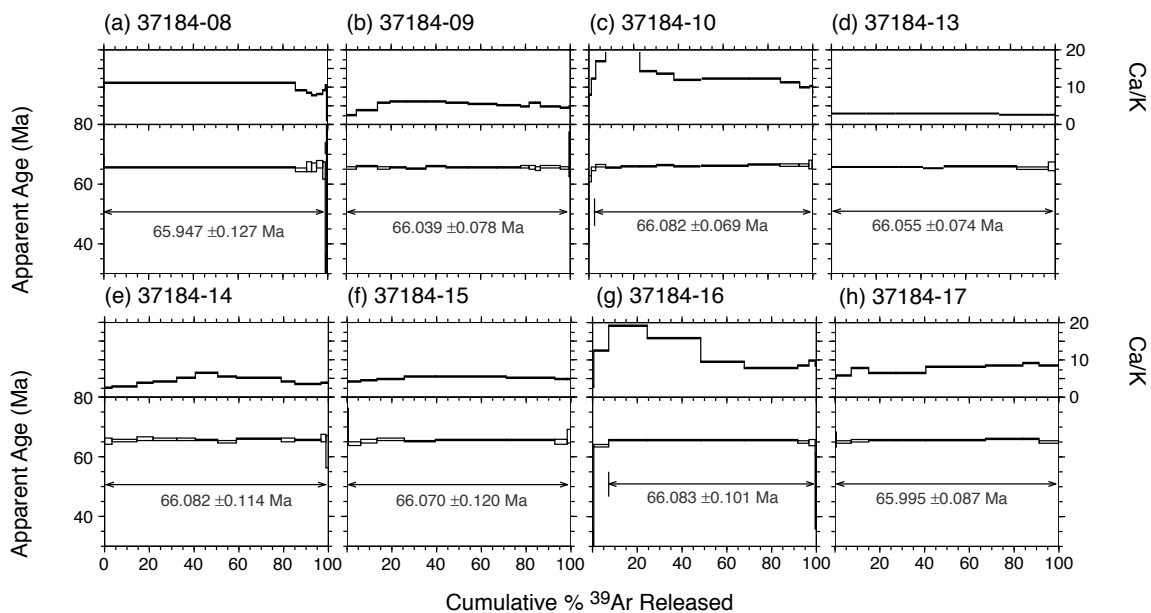 (a) 37184-08
(b) 37184-09
(c) 37184-10
(d) 37184-13
20
10
0
Ca/K
80
60
40
Apparent Age (Ma)
65.947 ±0.127 Ma
66.039 ±0.078 Ma
66.082 ±0.069 Ma
66.055 ±0.074 Ma
(e) 37184-14
(f) 37184-15
(g) 37184-16
(h) 37184-17
20
10
0
Ca/K
80
60
40
Apparent Age (Ma)
66.082 ±0.114 Ma
66.070 ±0.120 Ma
66.083 ±0.101 Ma
65.995 ±0.087 Ma
0 20 40 60 80 100
0 20 40 60 80 100
0 20 40 60 80 100
0 20 40 60 80 100
Cumulative % ³⁹Ar Released